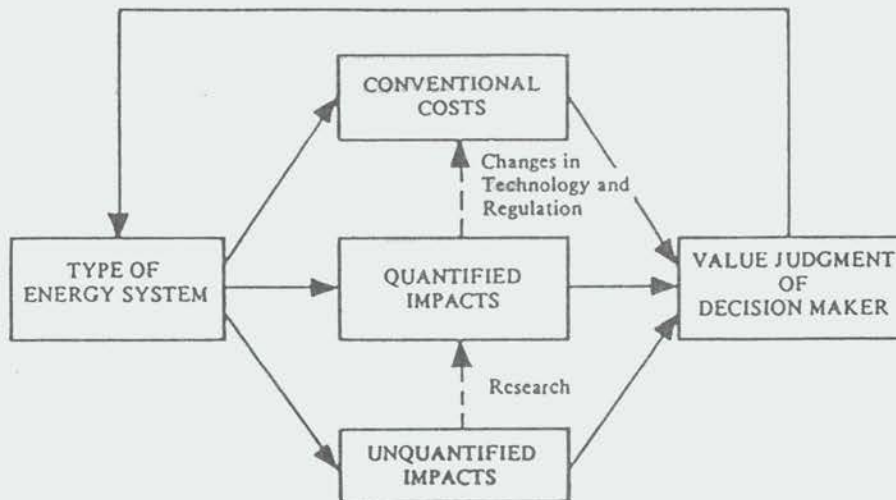 CONVENTIONAL
COSTS
Changes in
Technology and
Regulation
TYPE OF
ENERGY SYSTEM
QUANTIFIED
IMPACTS
VALUE JUDGMENT
OF
DECISION MAKER
Research
UNQUANTIFIED
IMPACTS